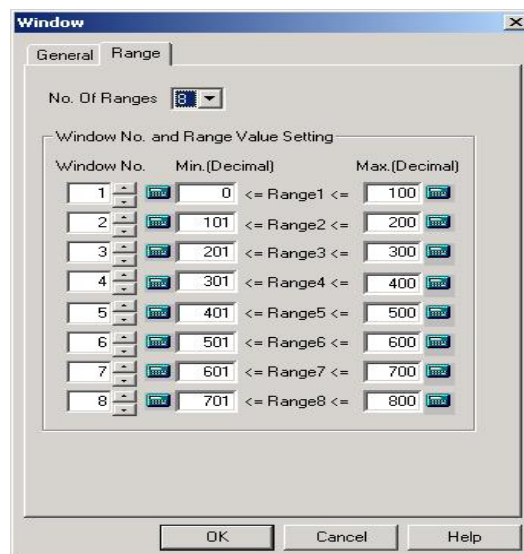 Window
General Range
No. Of Ranges 8
Window No. and Range Value Setting
Window No. Min.(Decimal) Max.(Decimal)
1 0 <= Range1 <= 100
2 101 <= Range2 <= 200
3 201 <= Range3 <= 300
4 301 <= Range4 <= 400
5 401 <= Range5 <= 500
6 501 <= Range6 <= 600
7 601 <= Range7 <= 700
8 701 <= Range8 <= 800
OK Cancel Help